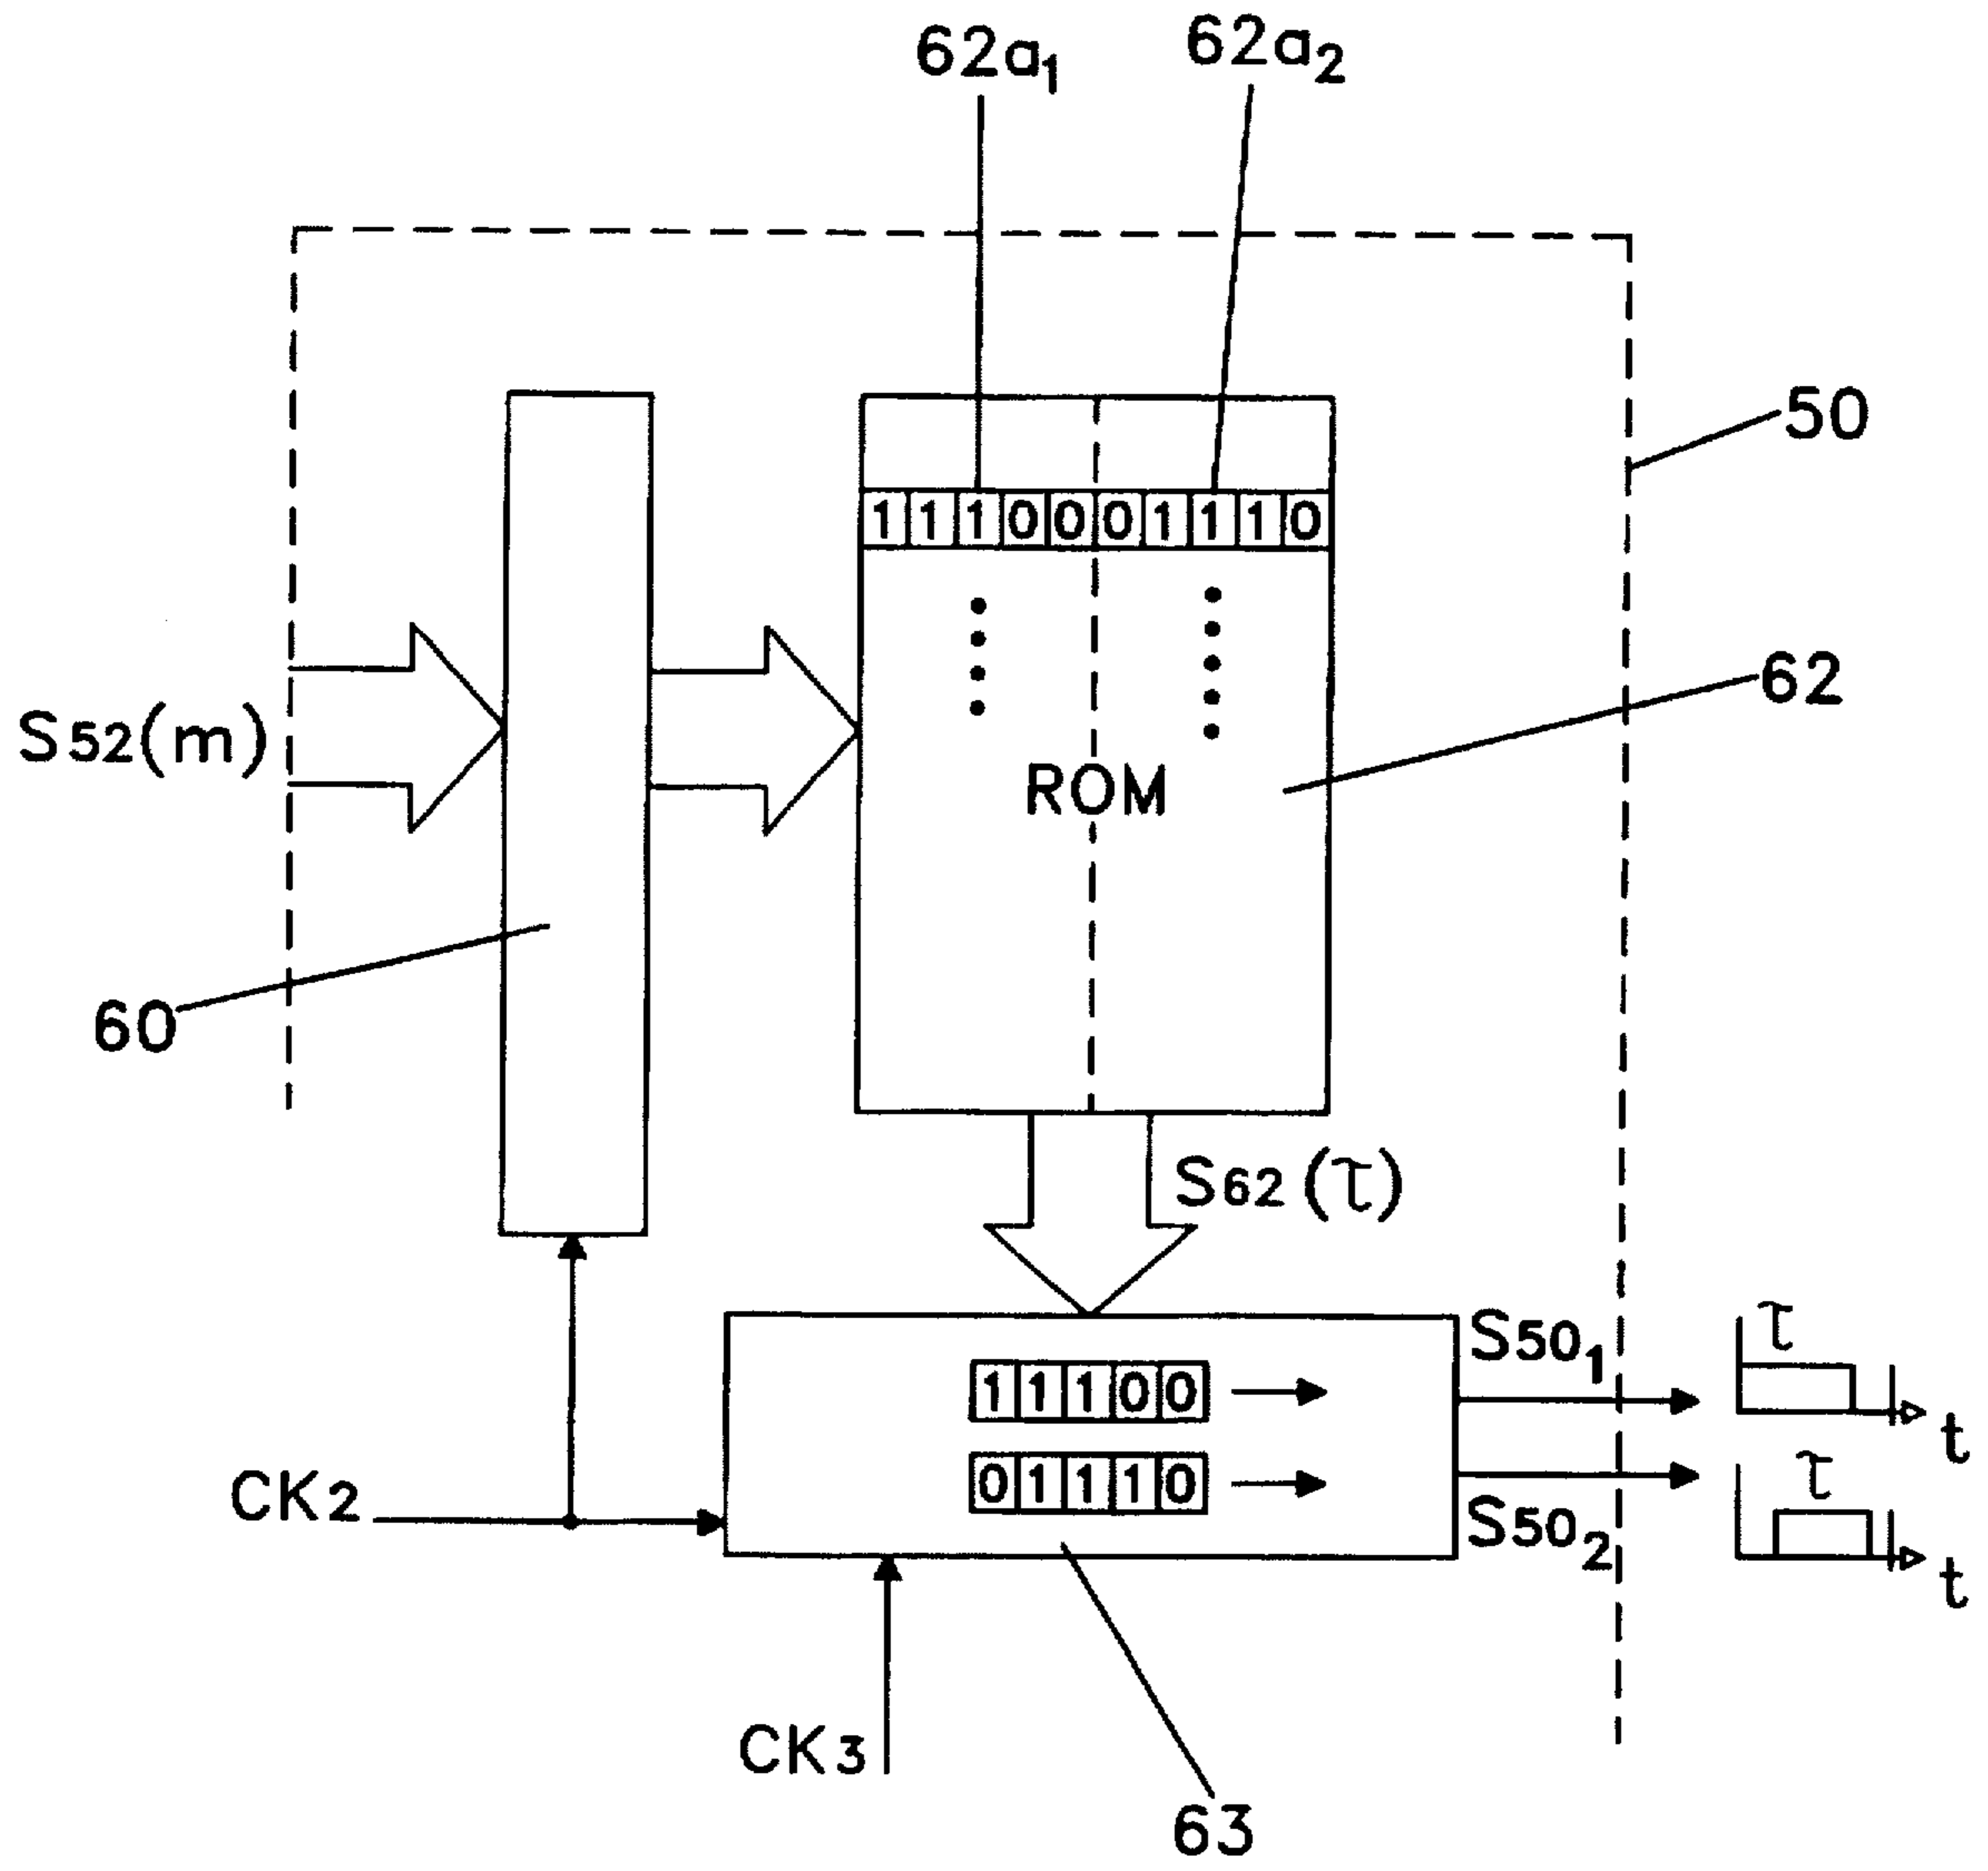 62a₁
62a₂
50
1 1 1 0 0 0 1 1 1 0
62
S52(m)
ROM
60
S62(τ)
S50₁
τ
1 1 1 0 0
t
0 1 1 1 0
CK2
S50₂
τ
t
CK3
63